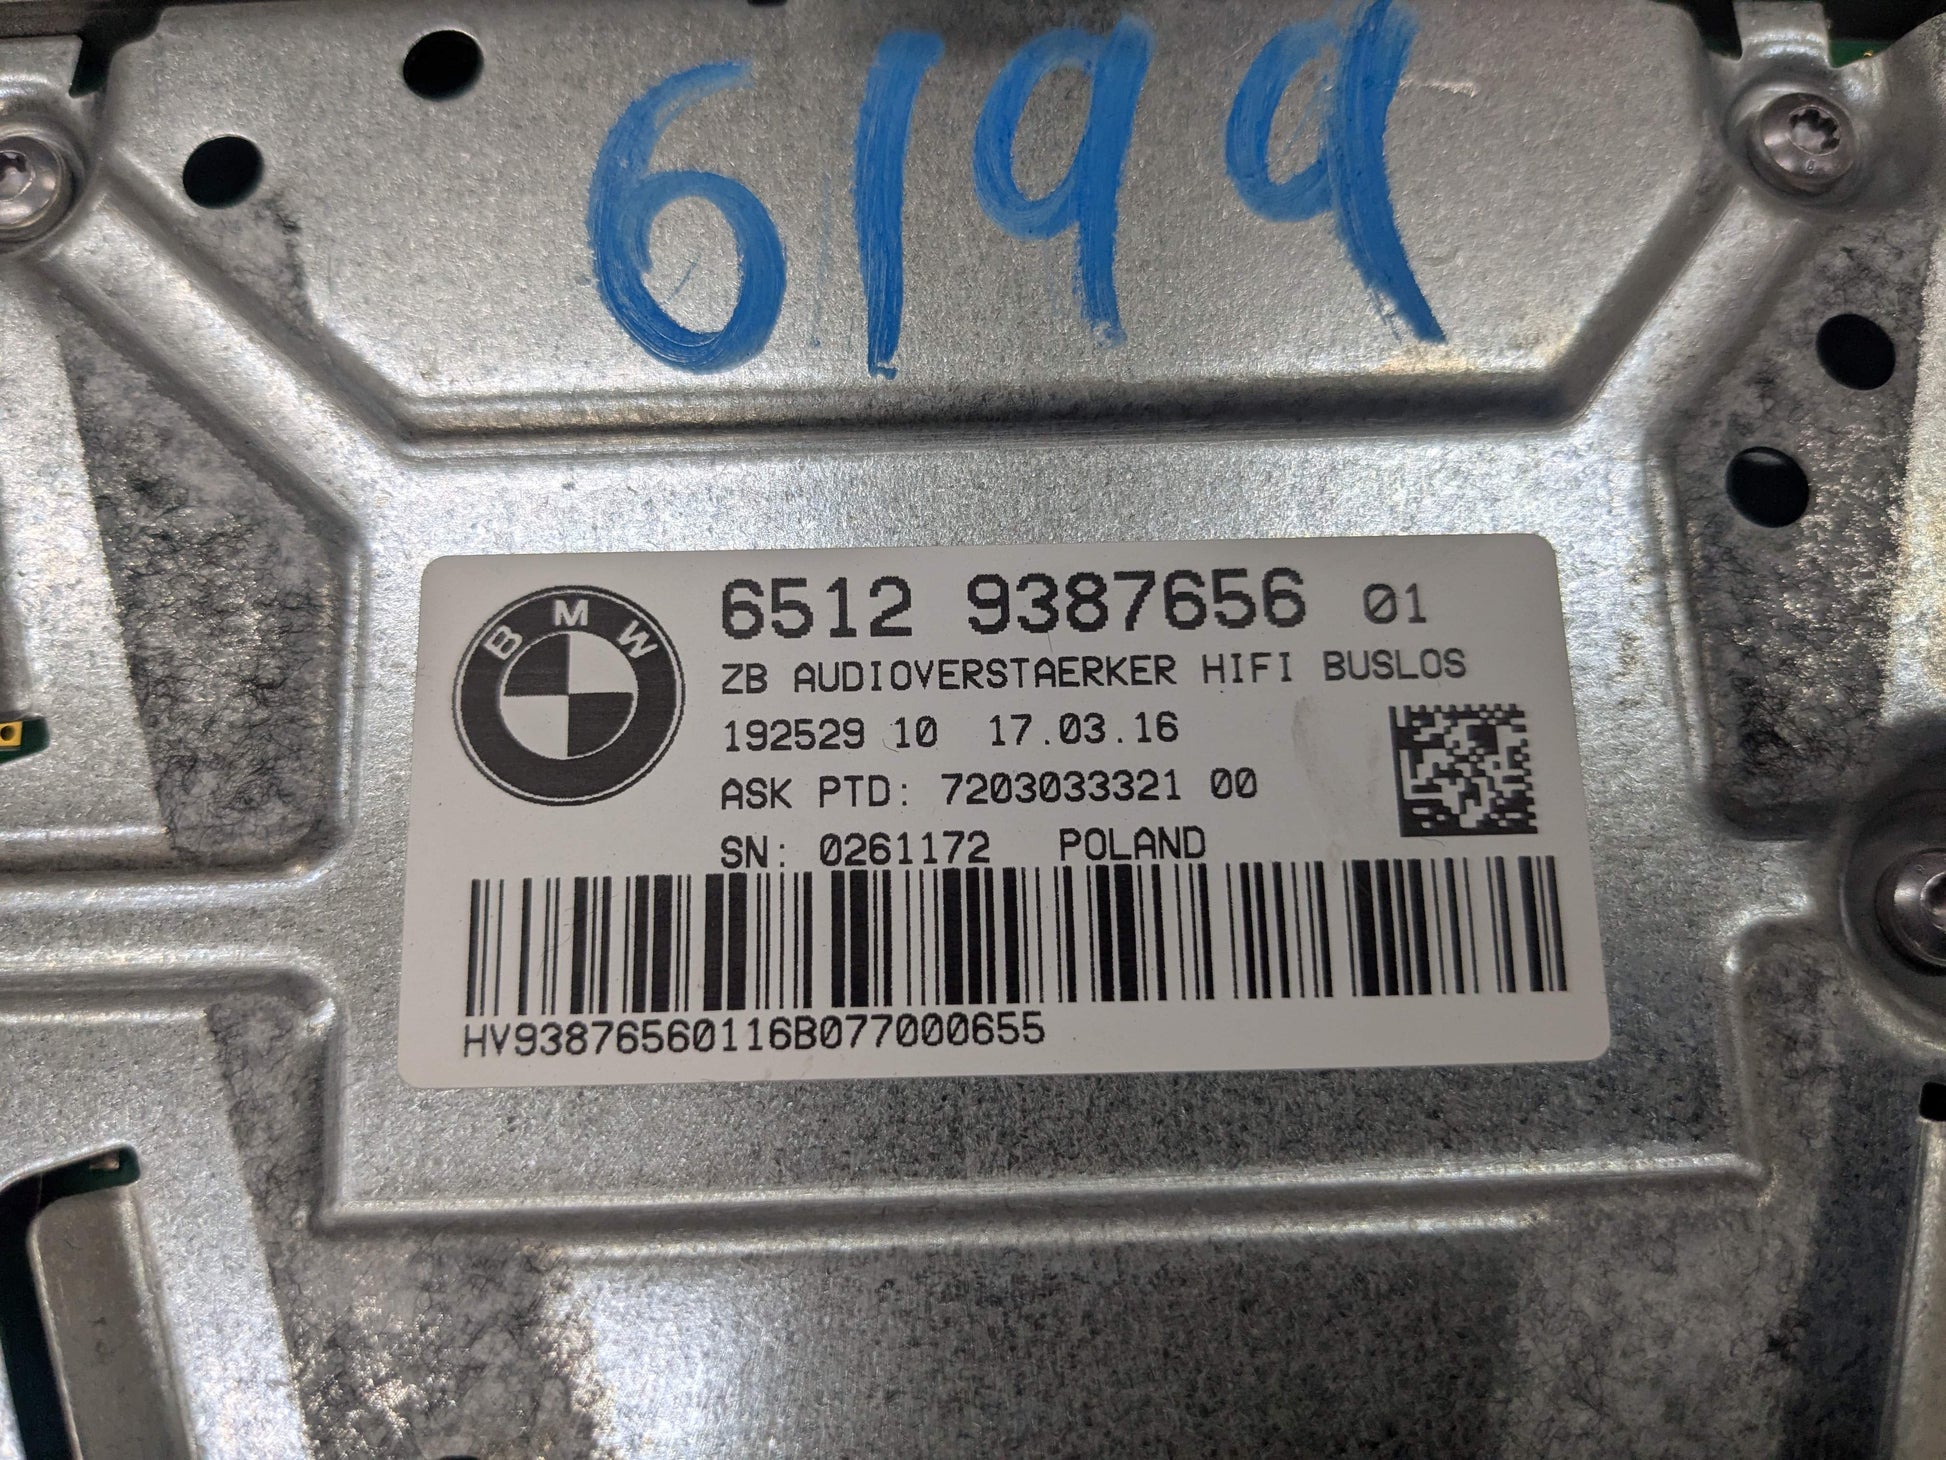 6199
BMW
6512 9387656 01
ZB AUDIOVERSTAERKER HIFI BUSLOS
192529 10 17.03.16
ASK PTD: 7203033321 00
SN: 0261172 POLAND
HV93876560116B077000655